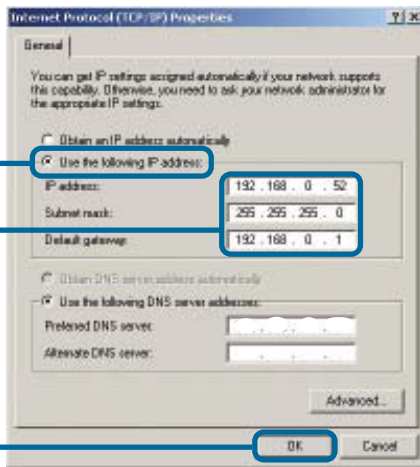 Internet Protocol (TCP/IP) Properties
? X
General
You can get IP settings assigned automatically if your network supports
this capability. Otherwise, you need to ask your network administrator for
the appropriate IP settings.
Obtain an IP address automatically
Use the following IP address:
IP address: 192 . 168 . 0 . 52
Subnet mask: 255 . 255 . 255 . 0
Default gateway: 192 . 168 . 0 . 1
Obtain DNS server address automatically
Use the following DNS server addresses:
Preferred DNS server:
Alternate DNS server:
Advanced...
OK Cancel